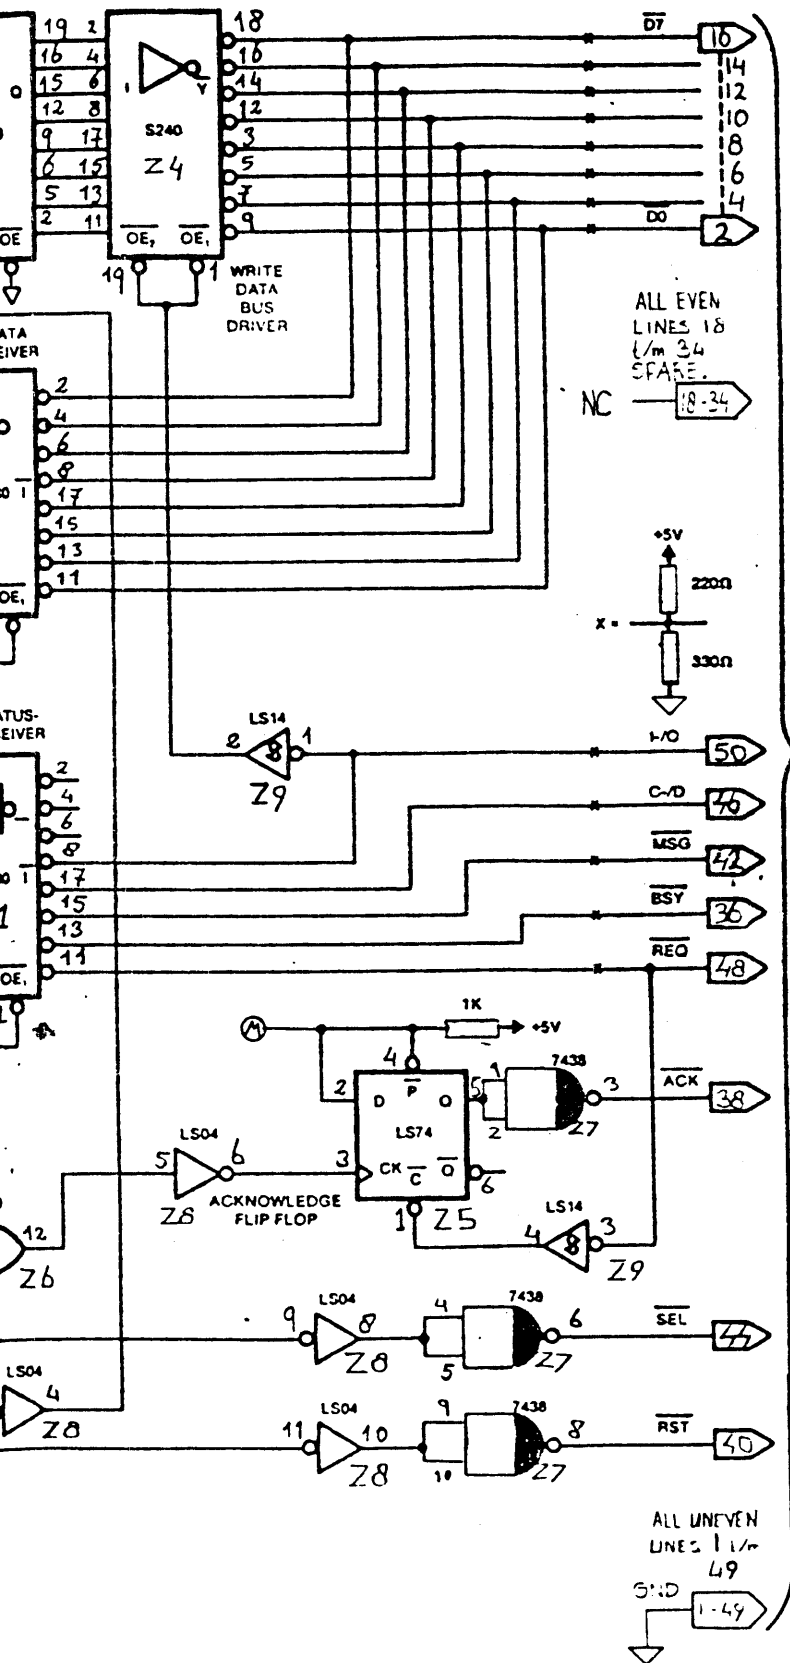 19 2
18
D7
16
16 4
16
14
15 6
14
12
Q
I
Y
12 8
12
10
S240
9 17
3
8
Z4
6 15
5
6
5 13
7
4
2 11
9
D0
2
OE
OE₂ OE₁
19
1
WRITE
DATA
BUS
DRIVER
ALL EVEN
LINES 18
t/m 34
SPARE.
NC
18-34
ATA
EIVER
2
4
6
8
I
17
15
13
11
OE₁
+5V
220Ω
X =
330Ω
ATUS-
EIVER
LS14
2
8
1
Z9
I-/O
50
2
4
6
8
I
17
15
13
11
OE₁
1
C-/D
46
MSG
42
BSY
36
REQ
48
M
1K
+5V
4
P
2
D
Q
5
1
2
7438
3
Z7
ACK
38
LS74
LS04
5
6
3
CK
C
Q
6
Z8
ACKNOWLEDGE
FLIP FLOP
1
Z5
LS14
4
8
3
Z9
12
Z6
LS04
9
8
Z8
4
5
7438
6
Z7
SEL
44
LS04
4
Z8
LS04
11
10
Z8
9
10
7438
8
Z7
RST
40
ALL UNEVEN
LINES 1 t/m
49
GND
1-49